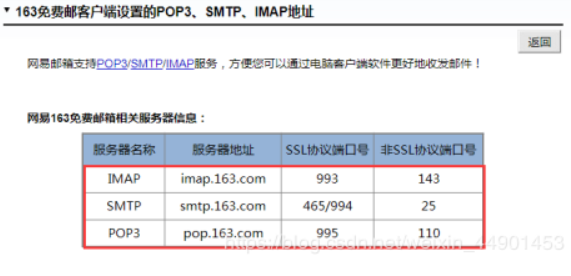 163免费邮客户端设置的POP3、SMTP、IMAP地址
返回
网易邮箱支持POP3/SMTP/IMAP服务，方便您可以通过电脑客户端软件更好地收发邮件！
网易163免费邮箱相关服务器信息：
服务器名称 服务器地址 SSL协议端口号 非SSL协议端口号
IMAP imap.163.com 993 143
SMTP smtp.163.com 465/994 25
POP3 pop.163.com 995 110
https://blog.csdn.net/weixin_44901453